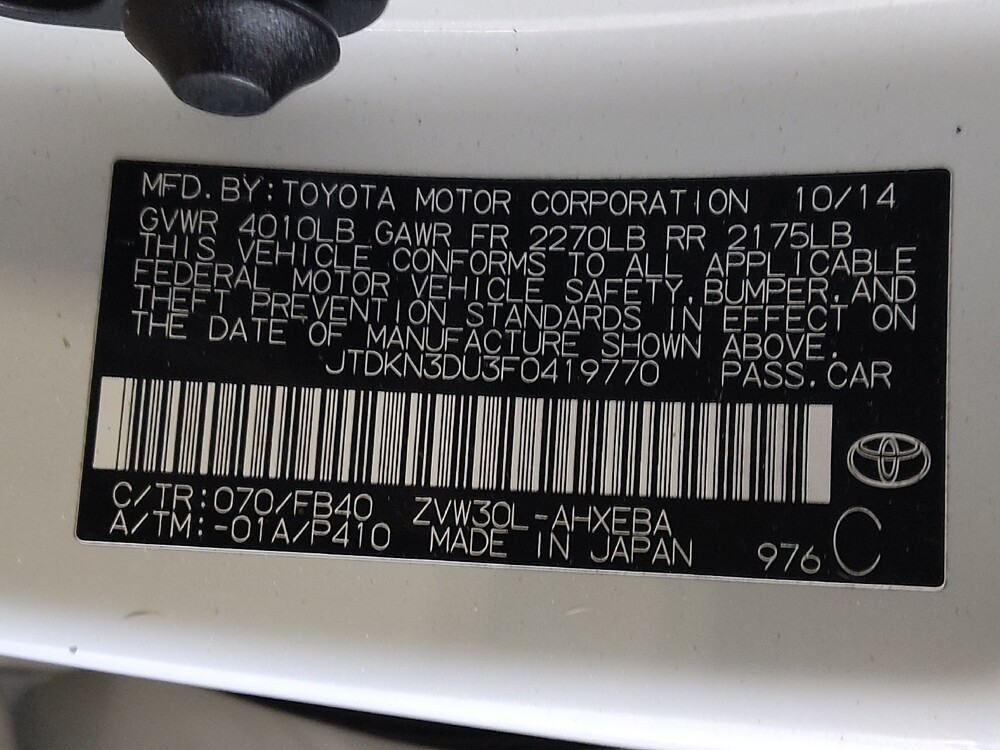 MFD. BY: TOYOTA MOTOR CORPORATION 10/14
GVWR 4010LB GAWR FR 2270LB RR 2175LB
THIS VEHICLE CONFORMS TO ALL APPLICABLE
FEDERAL MOTOR VEHICLE SAFETY, BUMPER, AND
THEFT PREVENTION STANDARDS IN EFFECT ON
THE DATE OF MANUFACTURE SHOWN ABOVE.
JTDKN3DU3F0419770 PASS. CAR
C/TR: 070/FB40 ZVW30L-AHXEBA
A/TM: -01A/P410 MADE IN JAPAN 976 C